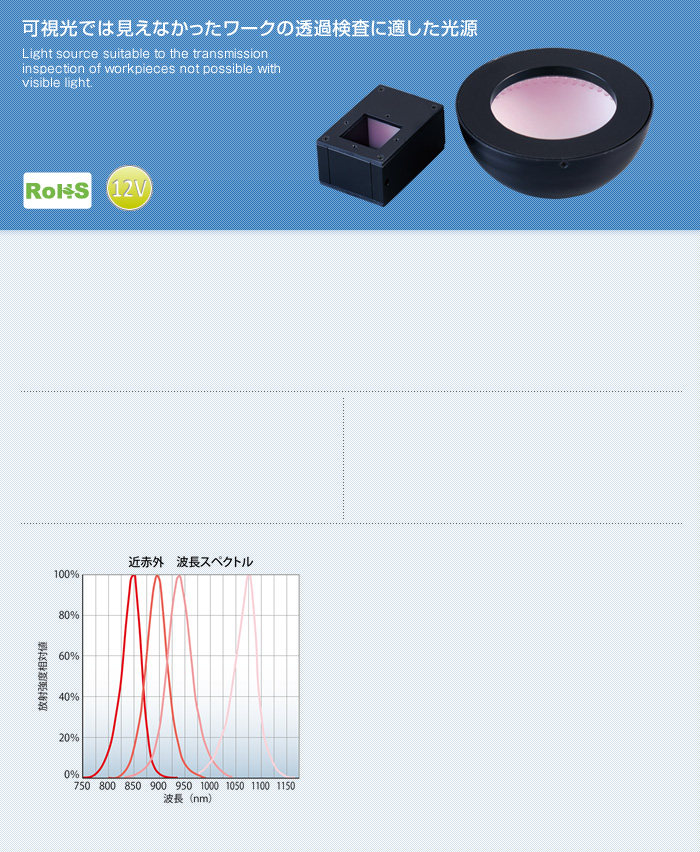 可視光では見えなかったワークの透過検査に適した光源
Light source suitable to the transmission
inspection of workpieces not possible with
visible light.
RoHS
12V
近赤外 波長スペクトル
100%
80%
60%
40%
20%
0%
放射強度相対値
750 800 850 900 950 1000 1050 1100 1150
波長（nm）